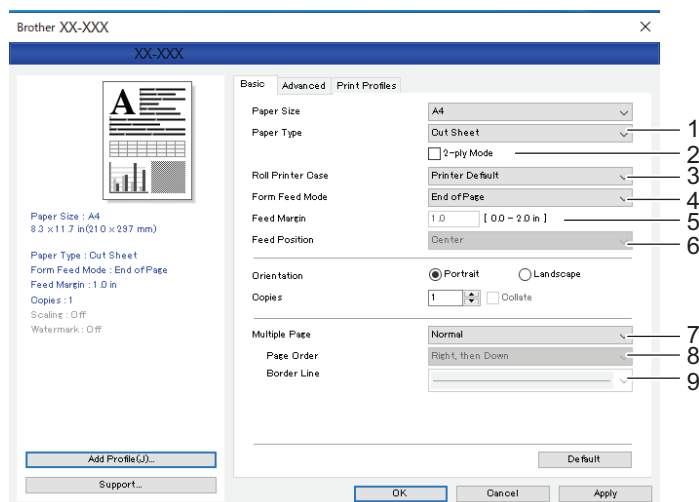 Brother XX-XXX
XX-XXX
Basic Advanced Print Profiles
A
Paper Size A4
Paper Type Cut Sheet 1
2-ply Mode 2
Roll Printer Case Printer Default 3
Form Feed Mode End of Page 4
Feed Margin 1.0 [ 0.0 - 2.0 in ] 5
Feed Position Center 6
Orientation Portrait Landscape
Copies 1 Collate
Multiple Page Normal 7
Page Order Right, then Down 8
Border Line 9
Paper Size : A4
8.3 × 11.7 in(210 × 297 mm)
Paper Type : Cut Sheet
Form Feed Mode : End of Page
Feed Margin : 1.0 in
Copies : 1
Scaling : Off
Watermark : Off
Add Profile(J)...
Support...
Default
OK Cancel Apply